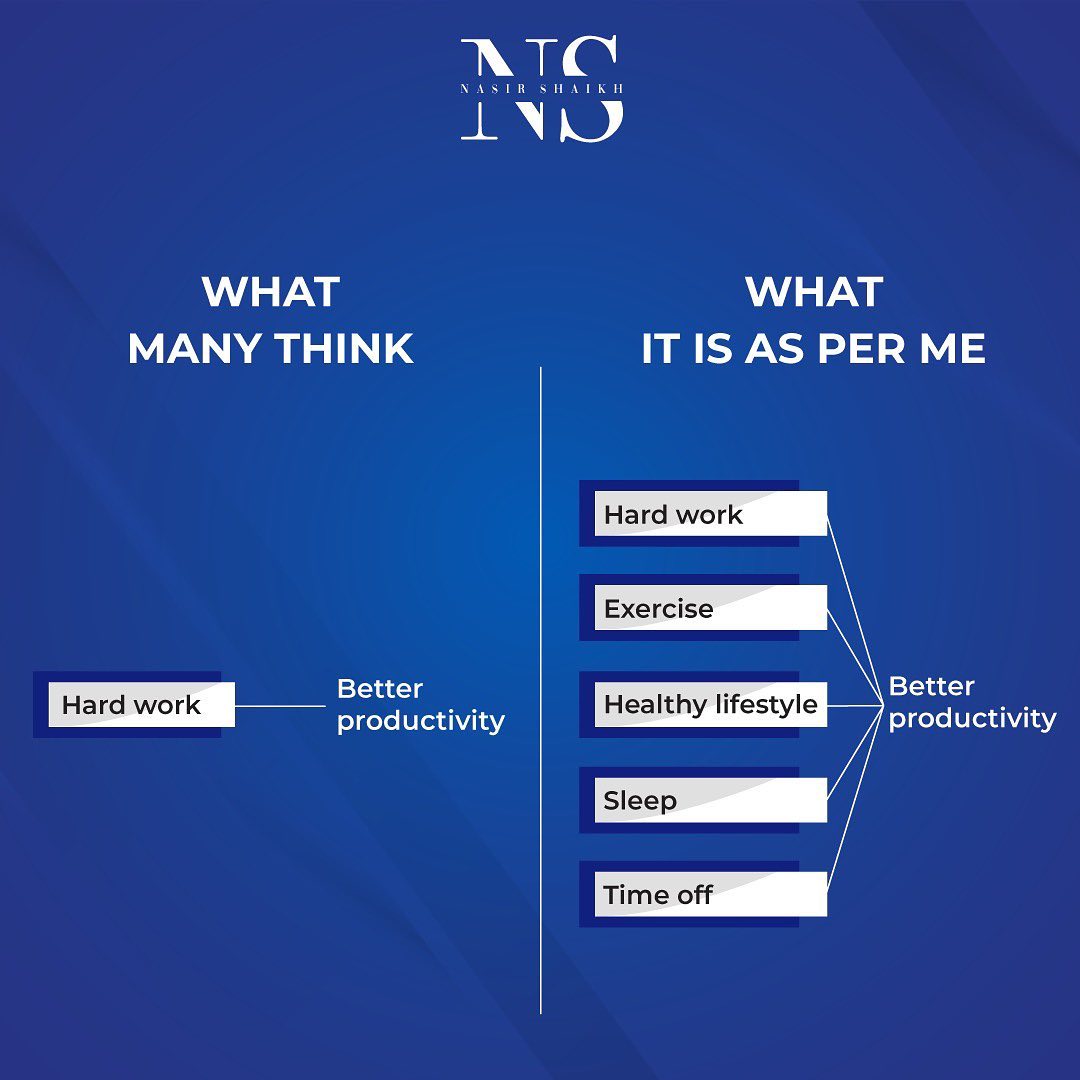 NS
NASIR SHAIKH
WHAT
MANY THINK
Hard work
Better
productivity
WHAT
IT IS AS PER ME
Hard work
Exercise
Healthy lifestyle
Sleep
Time off
Better
productivity